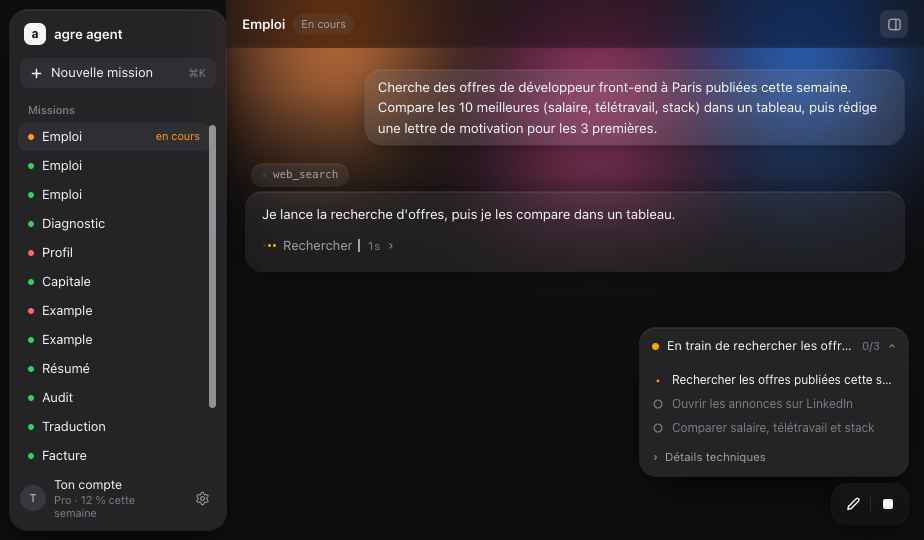 a agre agent
Nouvelle mission ⌘K
Missions
Emploi en cours
Emploi
Emploi
Diagnostic
Profil
Capitale
Example
Example
Résumé
Audit
Traduction
Facture
T
Ton compte
Pro · 12 % cette
semaine
Emploi En cours
Cherche des offres de développeur front-end à Paris publiées cette semaine.
Compare les 10 meilleures (salaire, télétravail, stack) dans un tableau, puis rédige
une lettre de motivation pour les 3 premières.
web_search
Je lance la recherche d'offres, puis je les compare dans un tableau.
Rechercher 1s
En train de rechercher les offr... 0/3
Rechercher les offres publiées cette s...
Ouvrir les annonces sur LinkedIn
Comparer salaire, télétravail et stack
Détails techniques